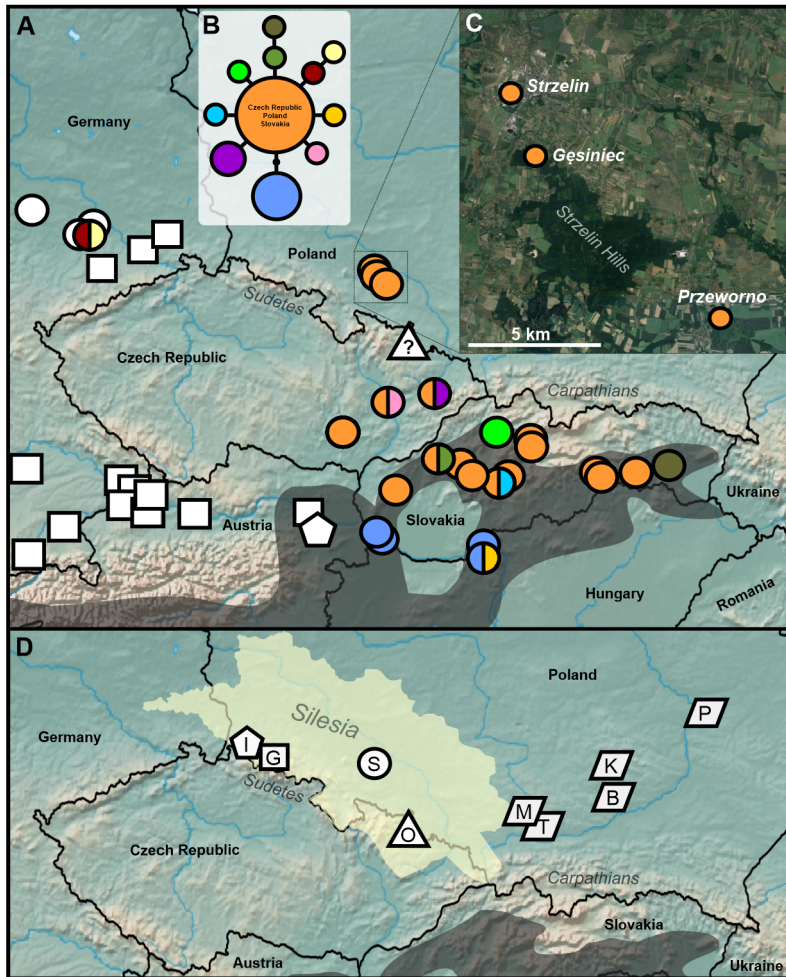 A
B
Czech Republic
Poland
Slovakia
C
Strzelin
Gęsiniec
Strzelin Hills
Przeworno
5 km
Germany
Poland
Sudetes
?
Czech Republic
Carpathians
Ukraine
Austria
Slovakia
Hungary
Romania
D
Poland
Silesia
Germany
P
I
G
S
K
Sudetes
B
M
T
O
Czech Republic
Carpathians
Slovakia
Austria
Ukraine